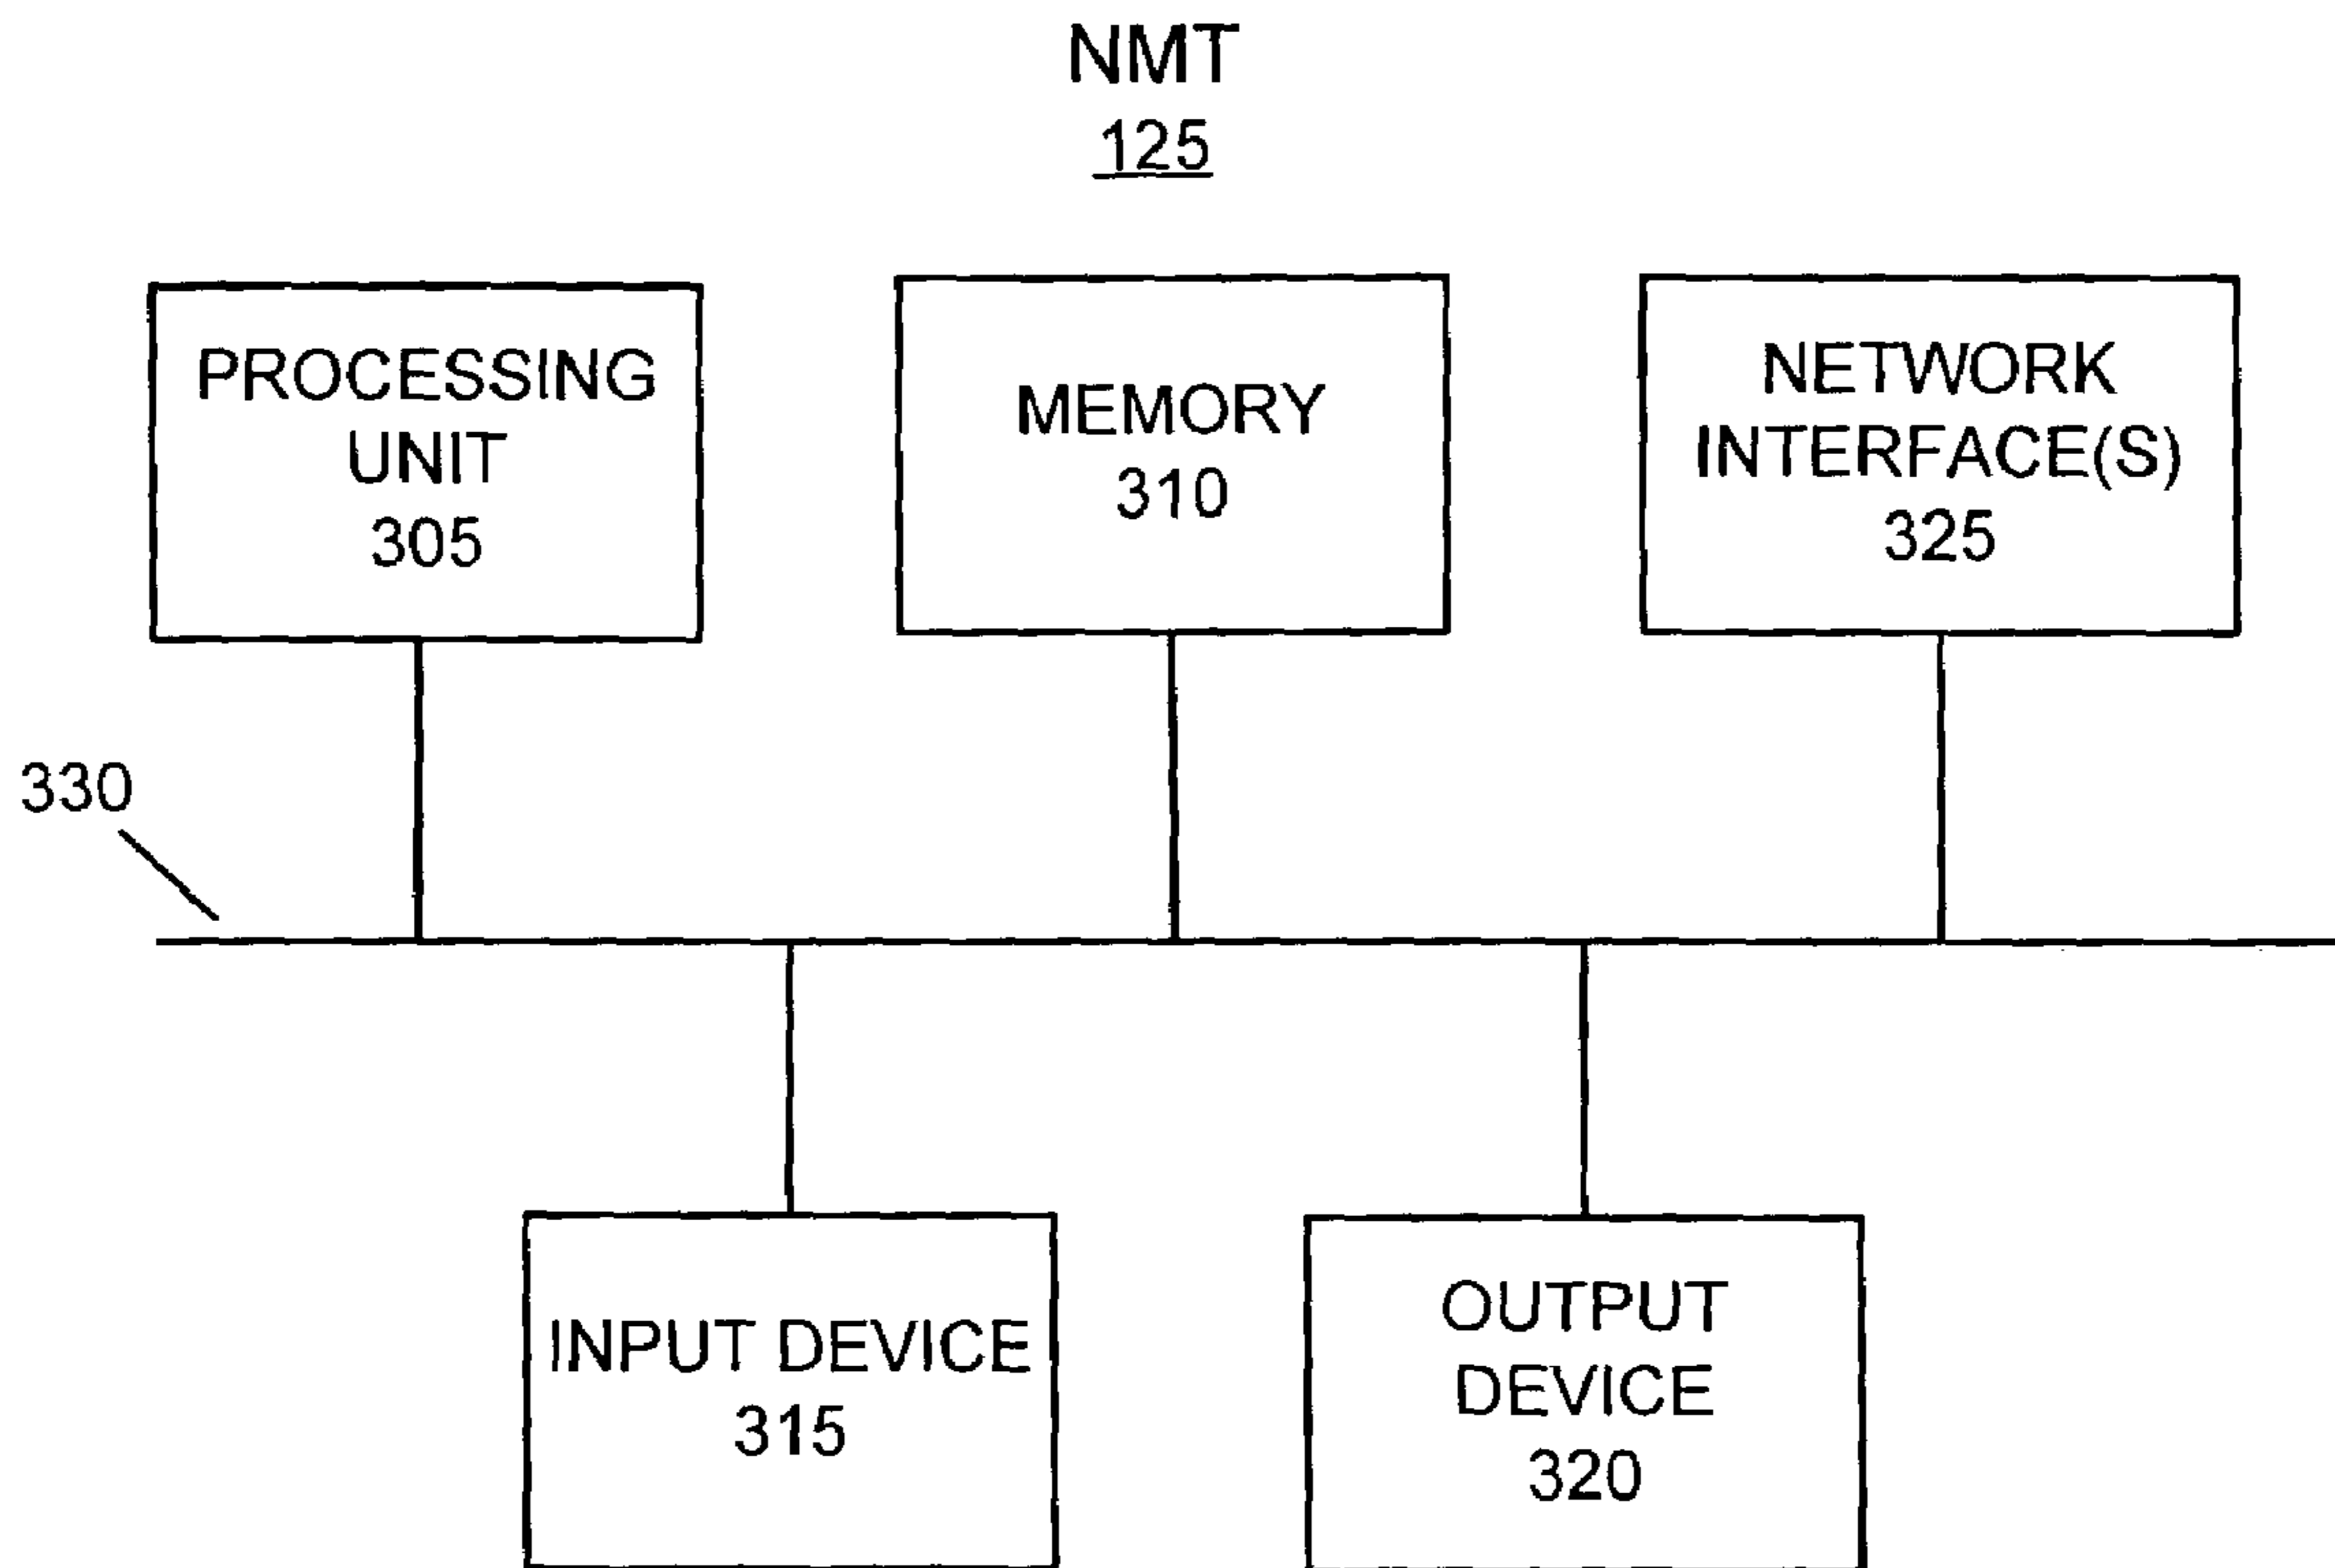 NMT
125
PROCESSING
UNIT
305
MEMORY
310
NETWORK
INTERFACE(S)
325
330
INPUT DEVICE
315
OUTPUT
DEVICE
320